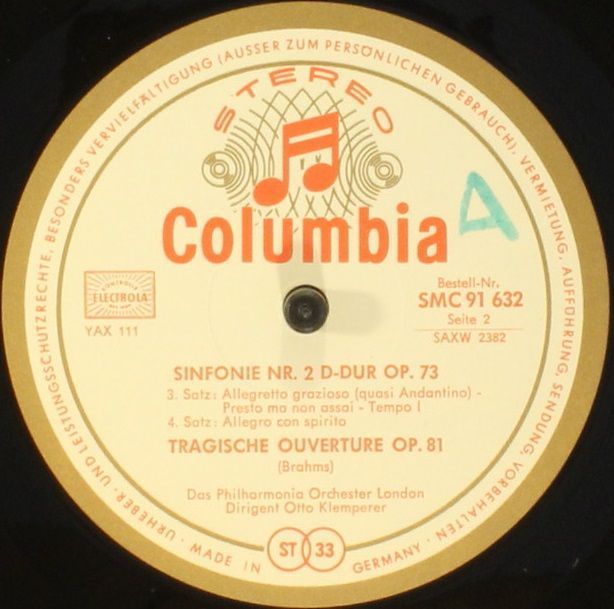 URHEBER- UND LEISTUNGSSCHUTZRECHTE, BESONDERS VERVIELFÄLTIGUNG (AUSSER ZUM PERSÖNLICHEN GEBRAUCH), VERMIETUNG, AUFFÜHRUNG, SENDUNG, VORBEHALTEN · MADE IN GERMANY ·
STEREO
Columbia
A
ELECTROLA
YAX 111
Bestell-Nr.
SMC 91 632
Seite 2
SAXW 2382
SINFONIE NR. 2 D-DUR OP. 73
3. Satz: Allegretto grazioso (quasi Andantino) -
Presto ma non assai - Tempo I
4. Satz: Allegro con spirito
TRAGISCHE OUVERTURE OP. 81
(Brahms)
Das Philharmonia Orchester London
Dirigent Otto Klemperer
ST 33